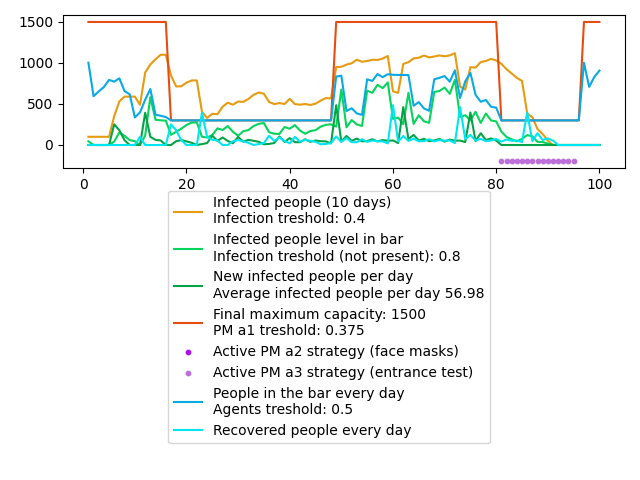 1500
1000
500
0
0
20
40
60
80
100
Infected people (10 days)
Infection treshold: 0.4
Infected people level in bar
Infection treshold (not present): 0.8
New infected people per day
Average infected people per day 56.98
Final maximum capacity: 1500
PM a1 treshold: 0.375
Active PM a2 strategy (face masks)
Active PM a3 strategy (entrance test)
People in the bar every day
Agents treshold: 0.5
Recovered people every day